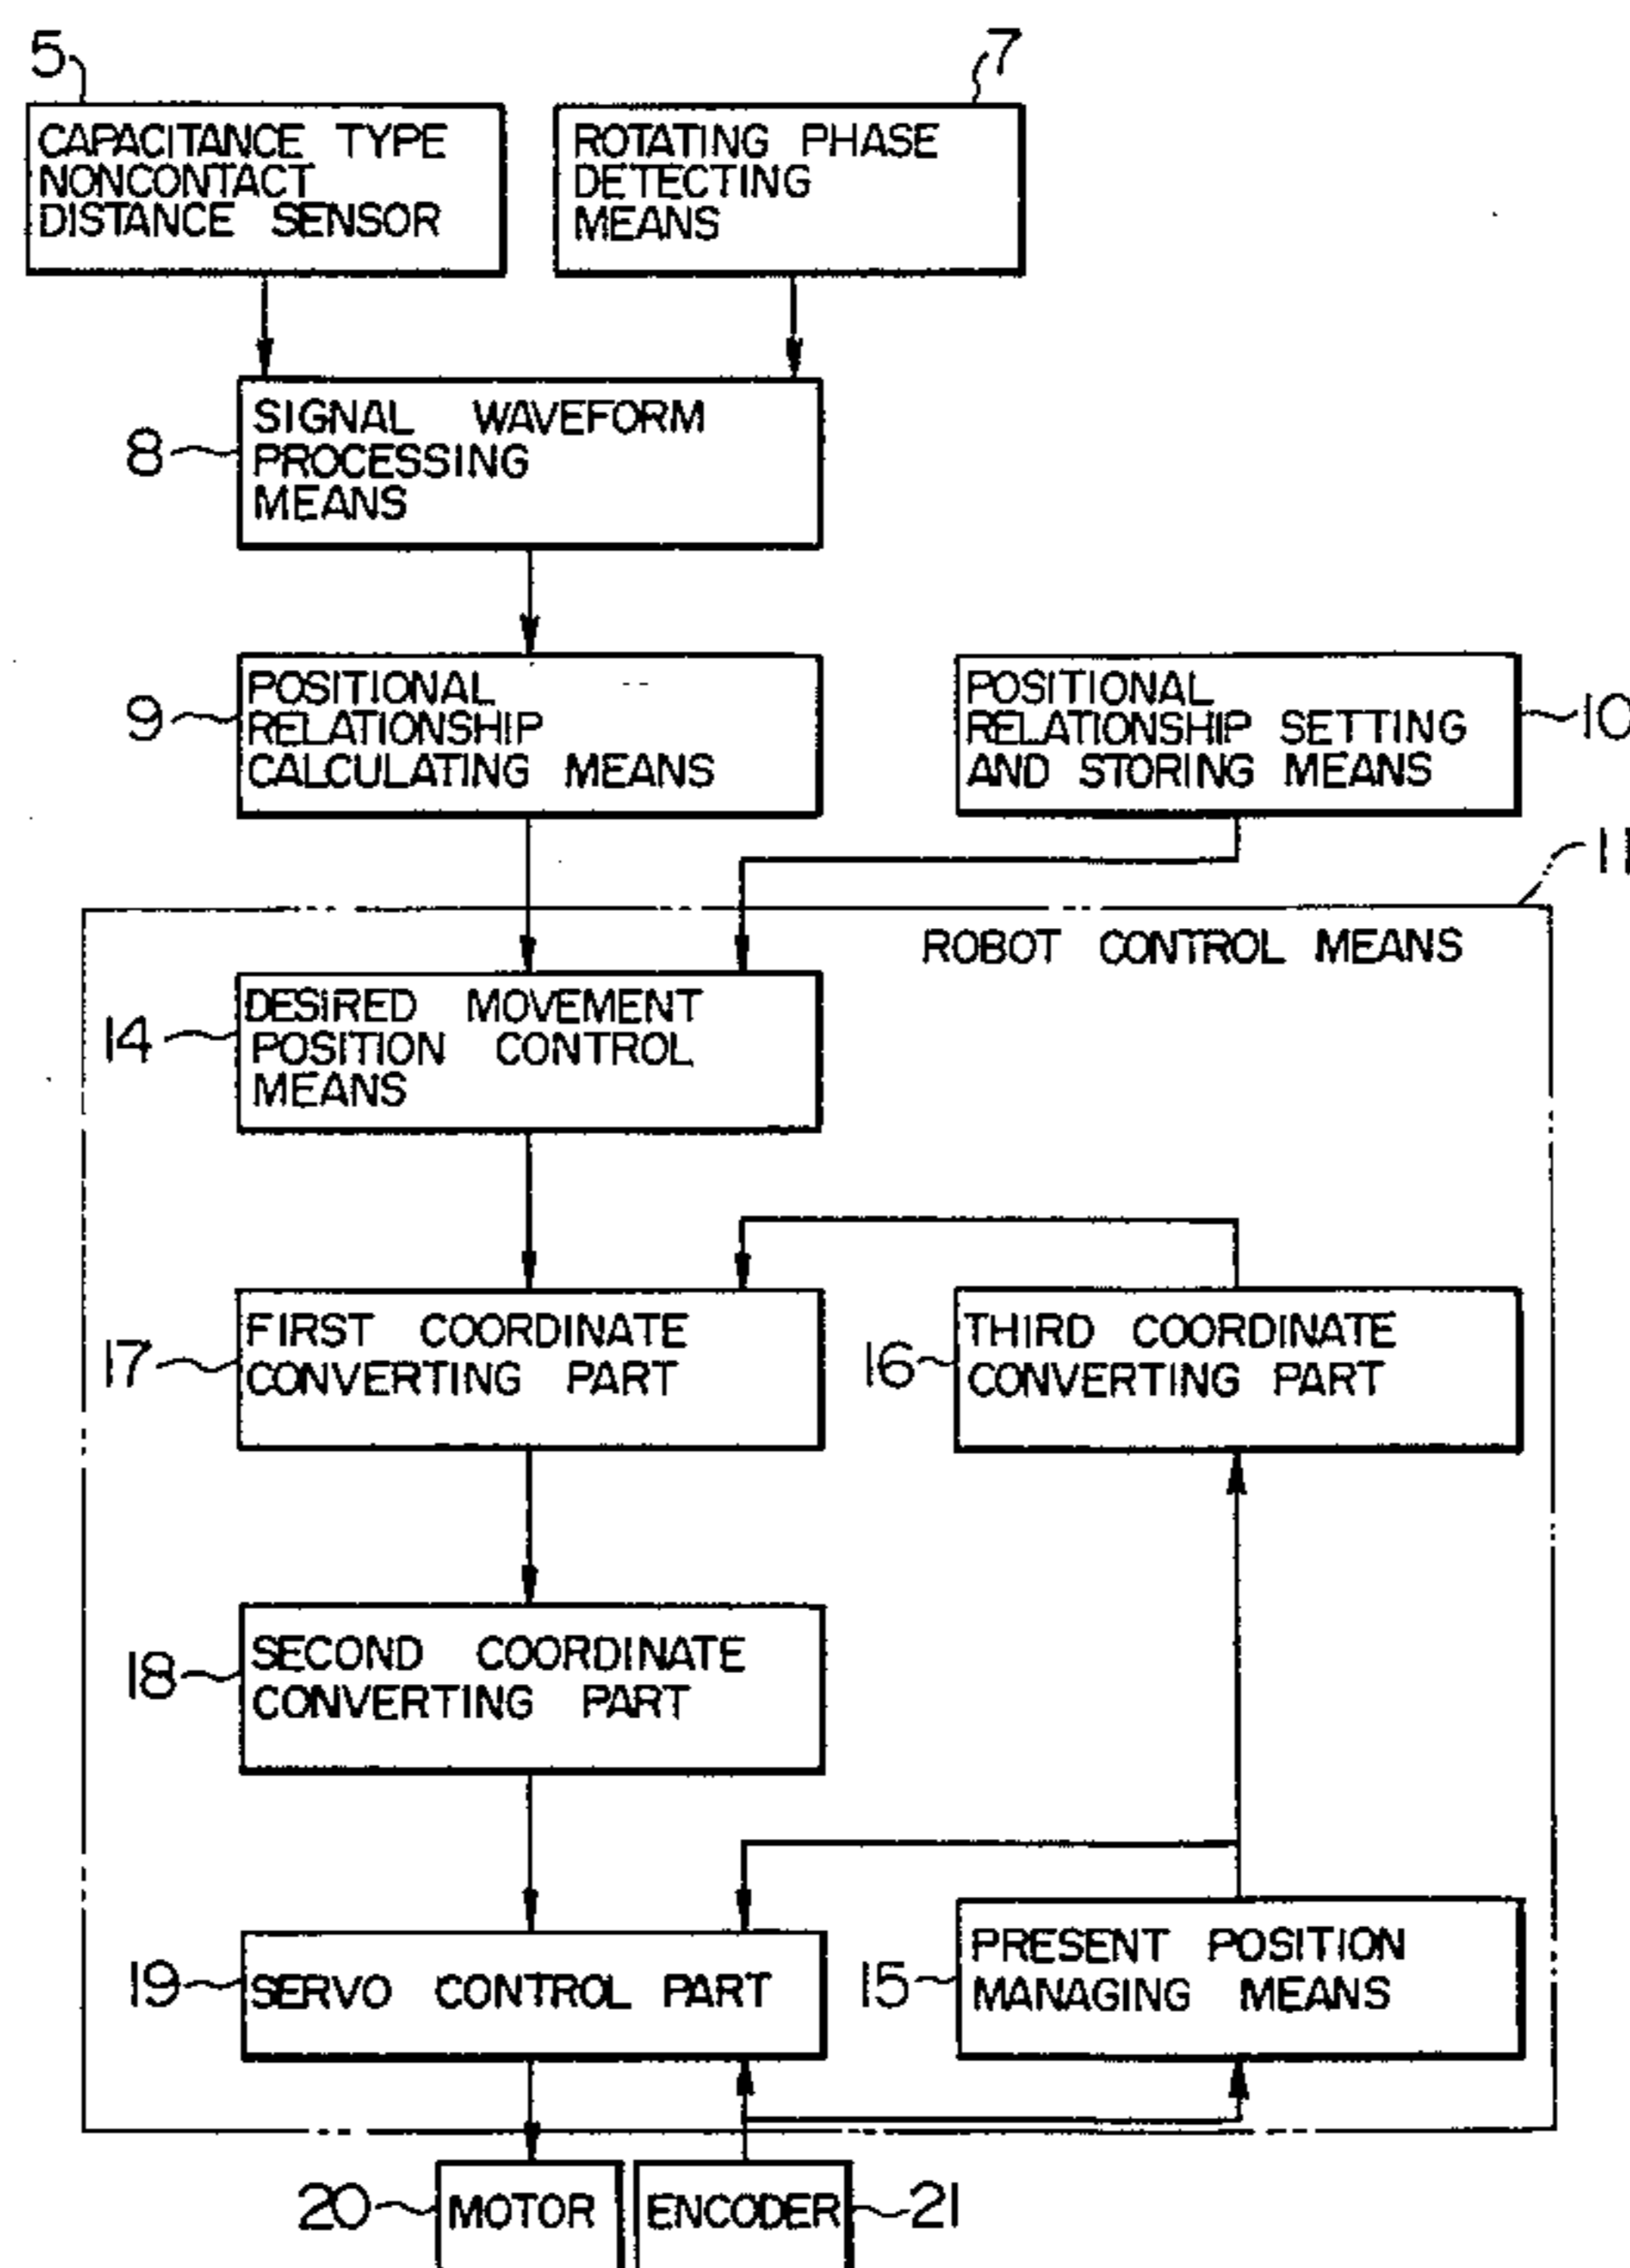 5
7
CAPACITANCE TYPE
NONCONTACT
DISTANCE SENSOR
ROTATING PHASE
DETECTING
MEANS
8
SIGNAL WAVEFORM
PROCESSING
MEANS
9
POSITIONAL
RELATIONSHIP
CALCULATING MEANS
POSITIONAL
RELATIONSHIP SETTING
AND STORING MEANS
10
11
ROBOT CONTROL MEANS
14
DESIRED MOVEMENT
POSITION CONTROL
MEANS
17
FIRST COORDINATE
CONVERTING PART
16
THIRD COORDINATE
CONVERTING PART
18
SECOND COORDINATE
CONVERTING PART
19
SERVO CONTROL PART
15
PRESENT POSITION
MANAGING MEANS
20
MOTOR
ENCODER
21